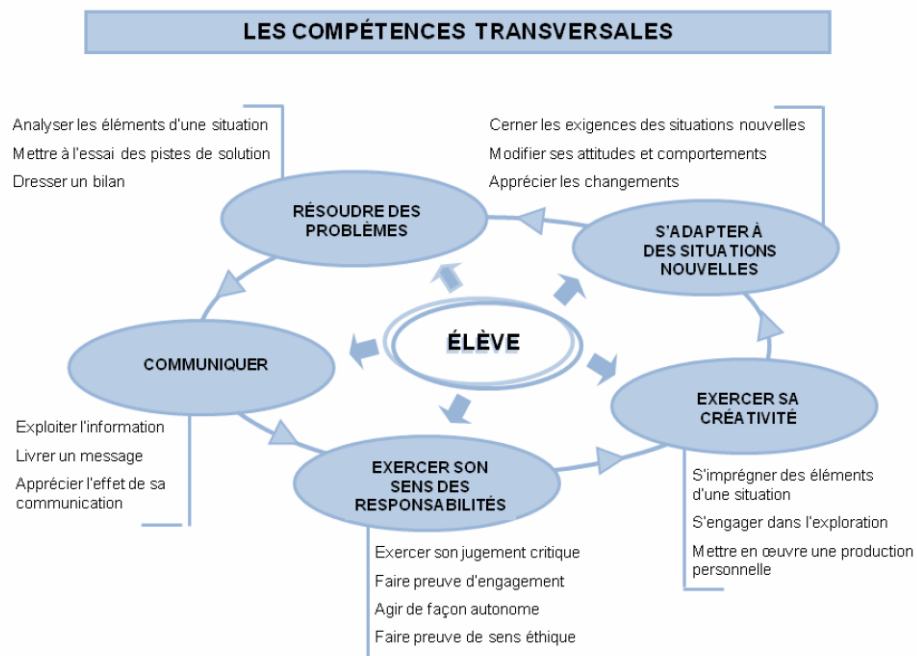 LES COMPÉTENCES TRANSVERSALES
Analyser les éléments d'une situation
Mettre à l'essai des pistes de solution
Dresser un bilan
Cerner les exigences des situations nouvelles
Modifier ses attitudes et comportements
Apprécier les changements
RÉSOUDRE DES
PROBLÈMES
S'ADAPTER À
DES SITUATIONS
NOUVELLES
ÉLÈVE
COMMUNIQUER
EXERCER SA
CRÉATIVITÉ
Exploiter l'information
Livrer un message
Apprécier l'effet de sa
communication
EXERCER SON
SENS DES
RESPONSABILITÉS
S'imprégner des éléments
d'une situation
S'engager dans l'exploration
Mettre en œuvre une production
personnelle
Exercer son jugement critique
Faire preuve d'engagement
Agir de façon autonome
Faire preuve de sens éthique